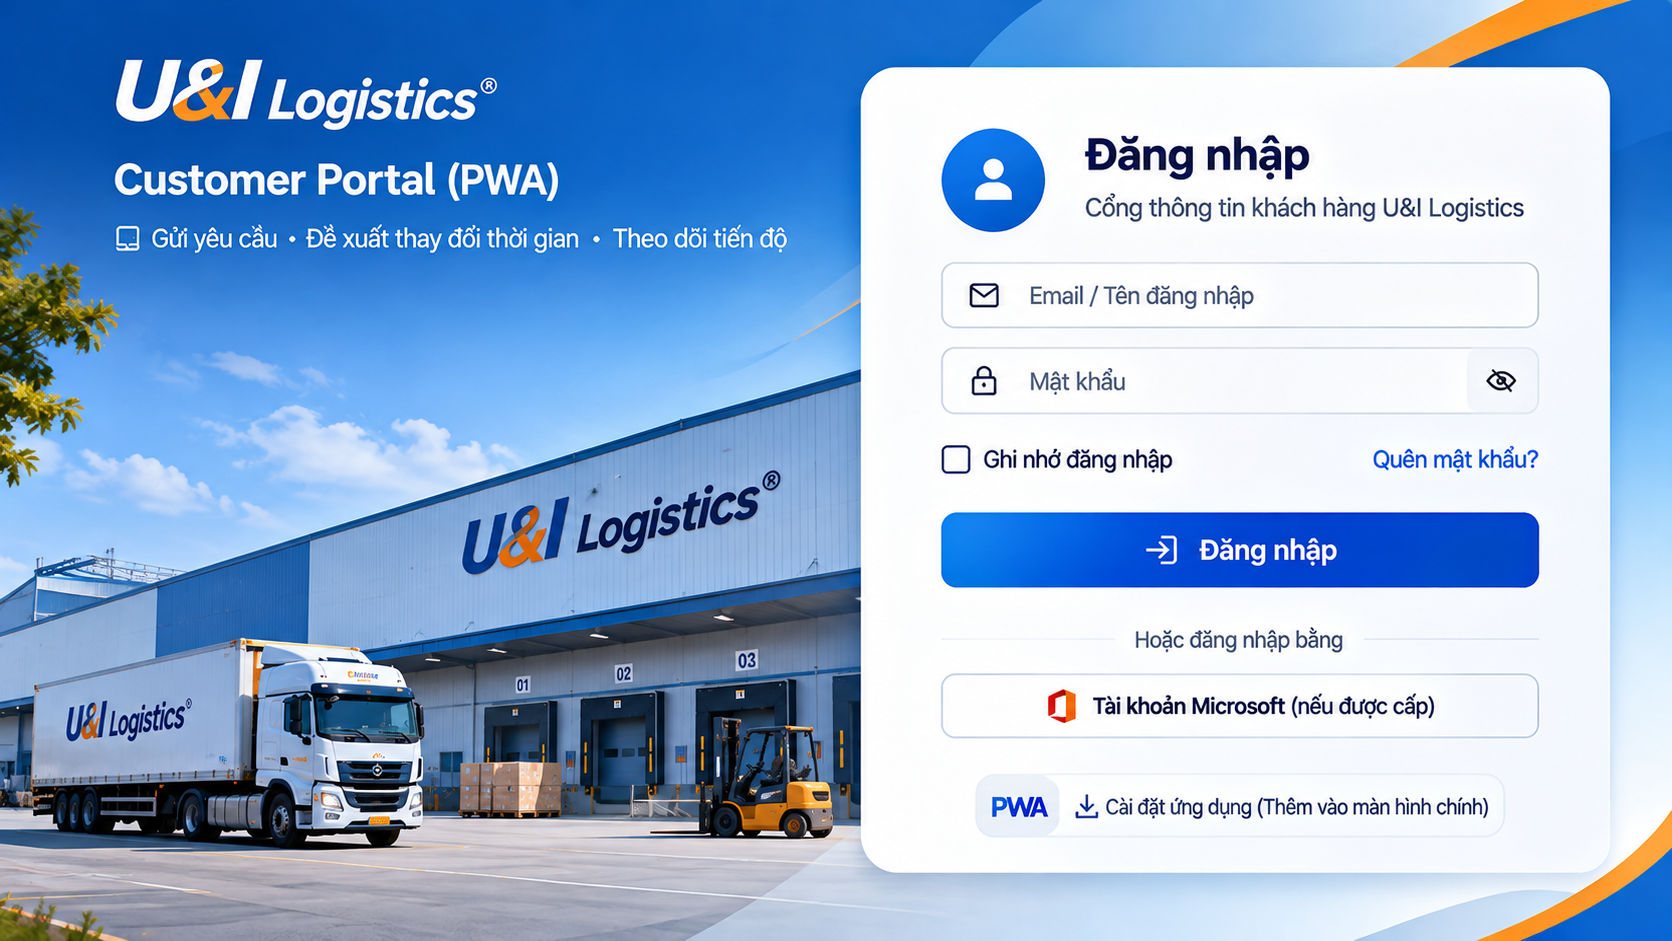 U&I Logistics®
Customer Portal (PWA)
Gửi yêu cầu • Đề xuất thay đổi thời gian • Theo dõi tiến độ
U&I Logistics®
01
02
03
U&I Logistics®
Đăng nhập
Cổng thông tin khách hàng U&I Logistics
Email / Tên đăng nhập
Mật khẩu
Ghi nhớ đăng nhập
Quên mật khẩu?
Đăng nhập
Hoặc đăng nhập bằng
Tài khoản Microsoft (nếu được cấp)
PWA
Cài đặt ứng dụng (Thêm vào màn hình chính)